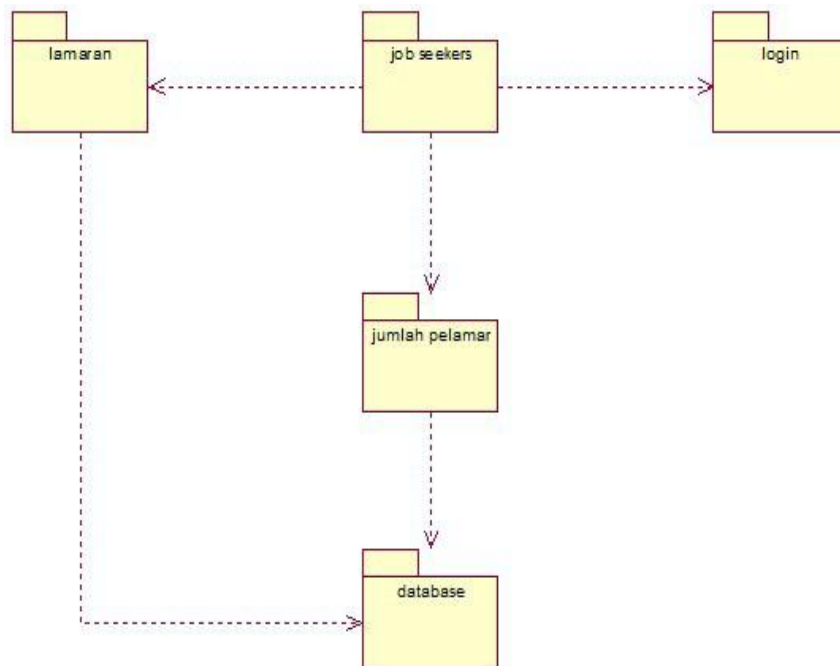 lamaran
job seekers
login
jumlah pelamar
database